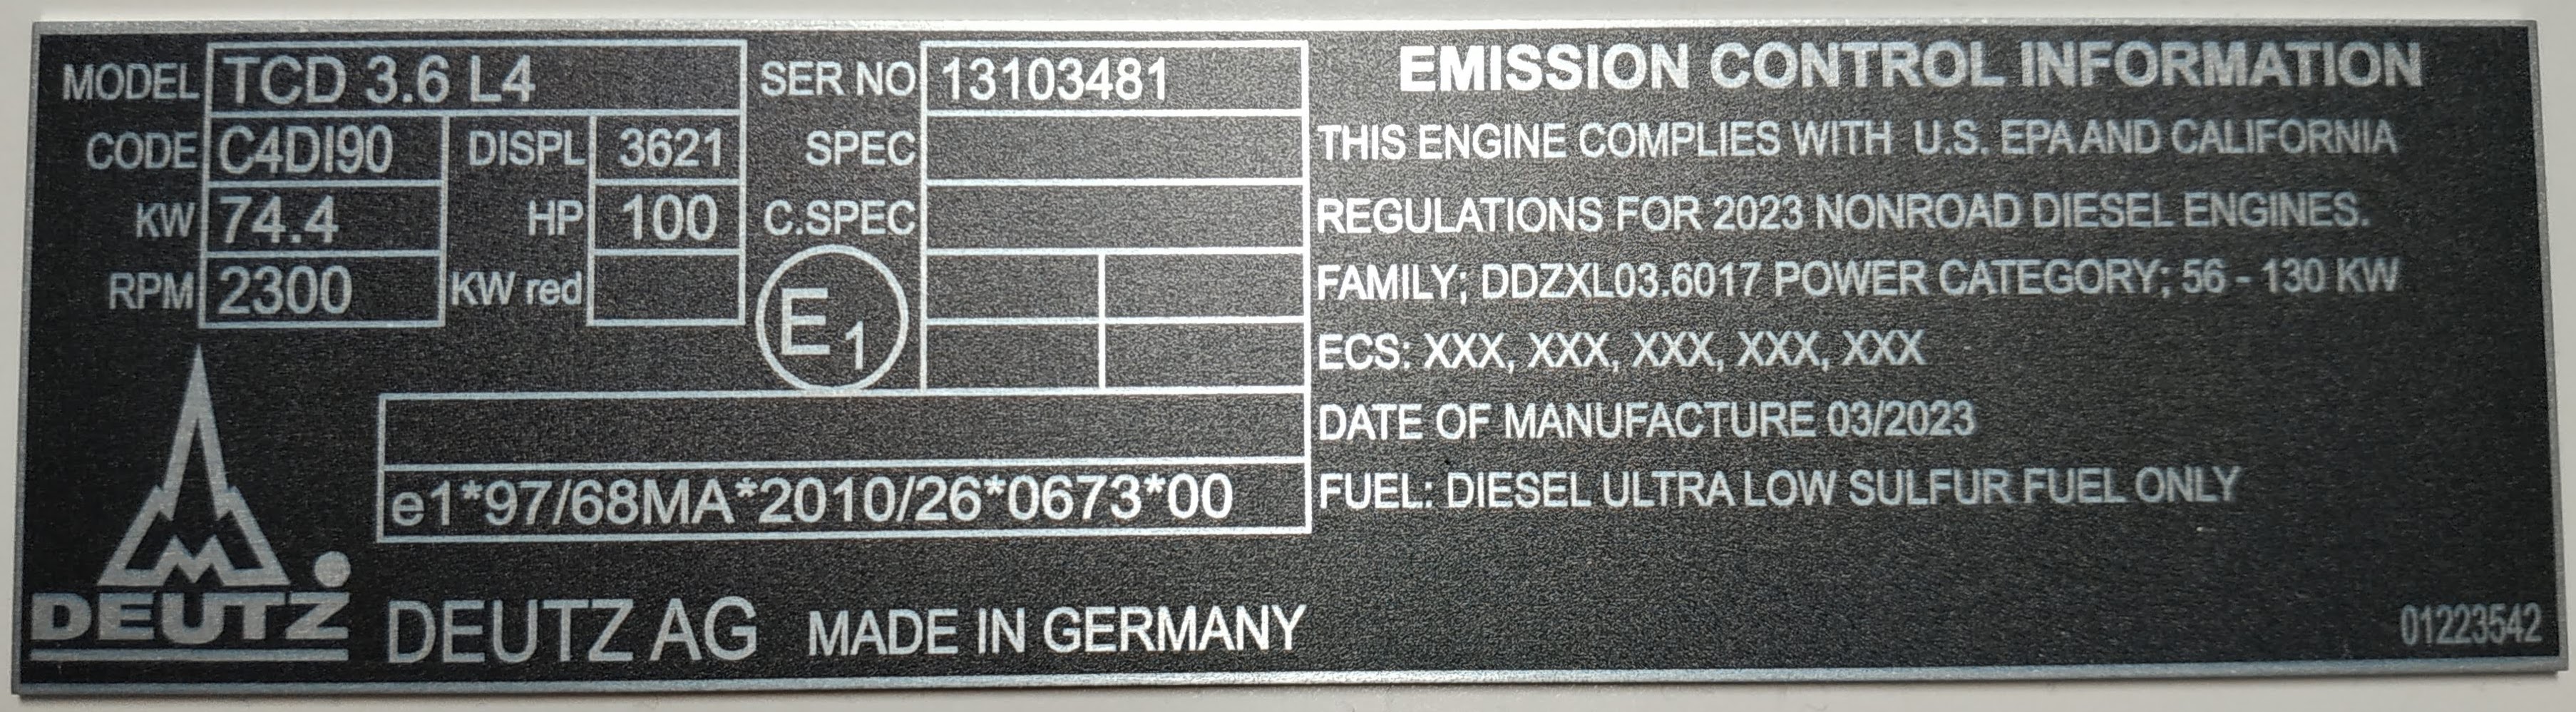 MODEL TCD 3.6 L4 SER NO 13103481
CODE C4DI90 DISPL 3621 SPEC
KW 74.4 HP 100 C.SPEC
RPM 2300 KW red E1
e1*97/68MA*2010/26*0673*00
DEUTZ
DEUTZ AG MADE IN GERMANY
EMISSION CONTROL INFORMATION
THIS ENGINE COMPLIES WITH U.S. EPA AND CALIFORNIA
REGULATIONS FOR 2023 NONROAD DIESEL ENGINES.
FAMILY; DDZXL03.6017 POWER CATEGORY; 56 - 130 KW
ECS: XXX, XXX, XXX, XXX, XXX
DATE OF MANUFACTURE 03/2023
FUEL: DIESEL ULTRA LOW SULFUR FUEL ONLY
01223542